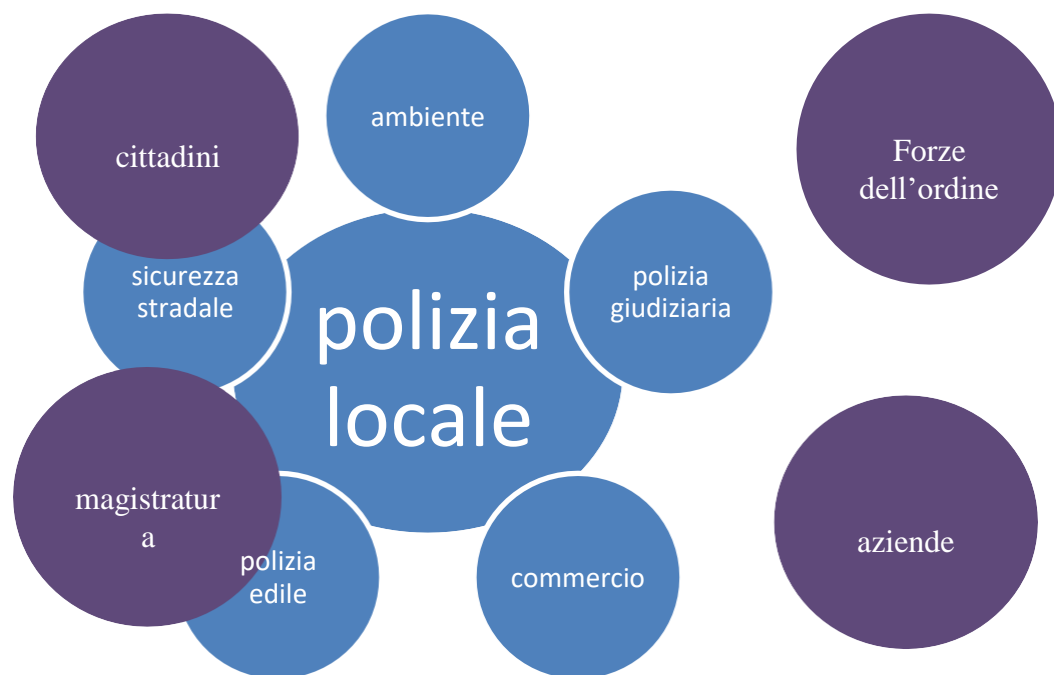 ambiente
cittadini
Forze
dell’ordine
sicurezza
stradale
polizia
giudiziaria
polizia
locale
magistratur
a
polizia
edile
commercio
aziende